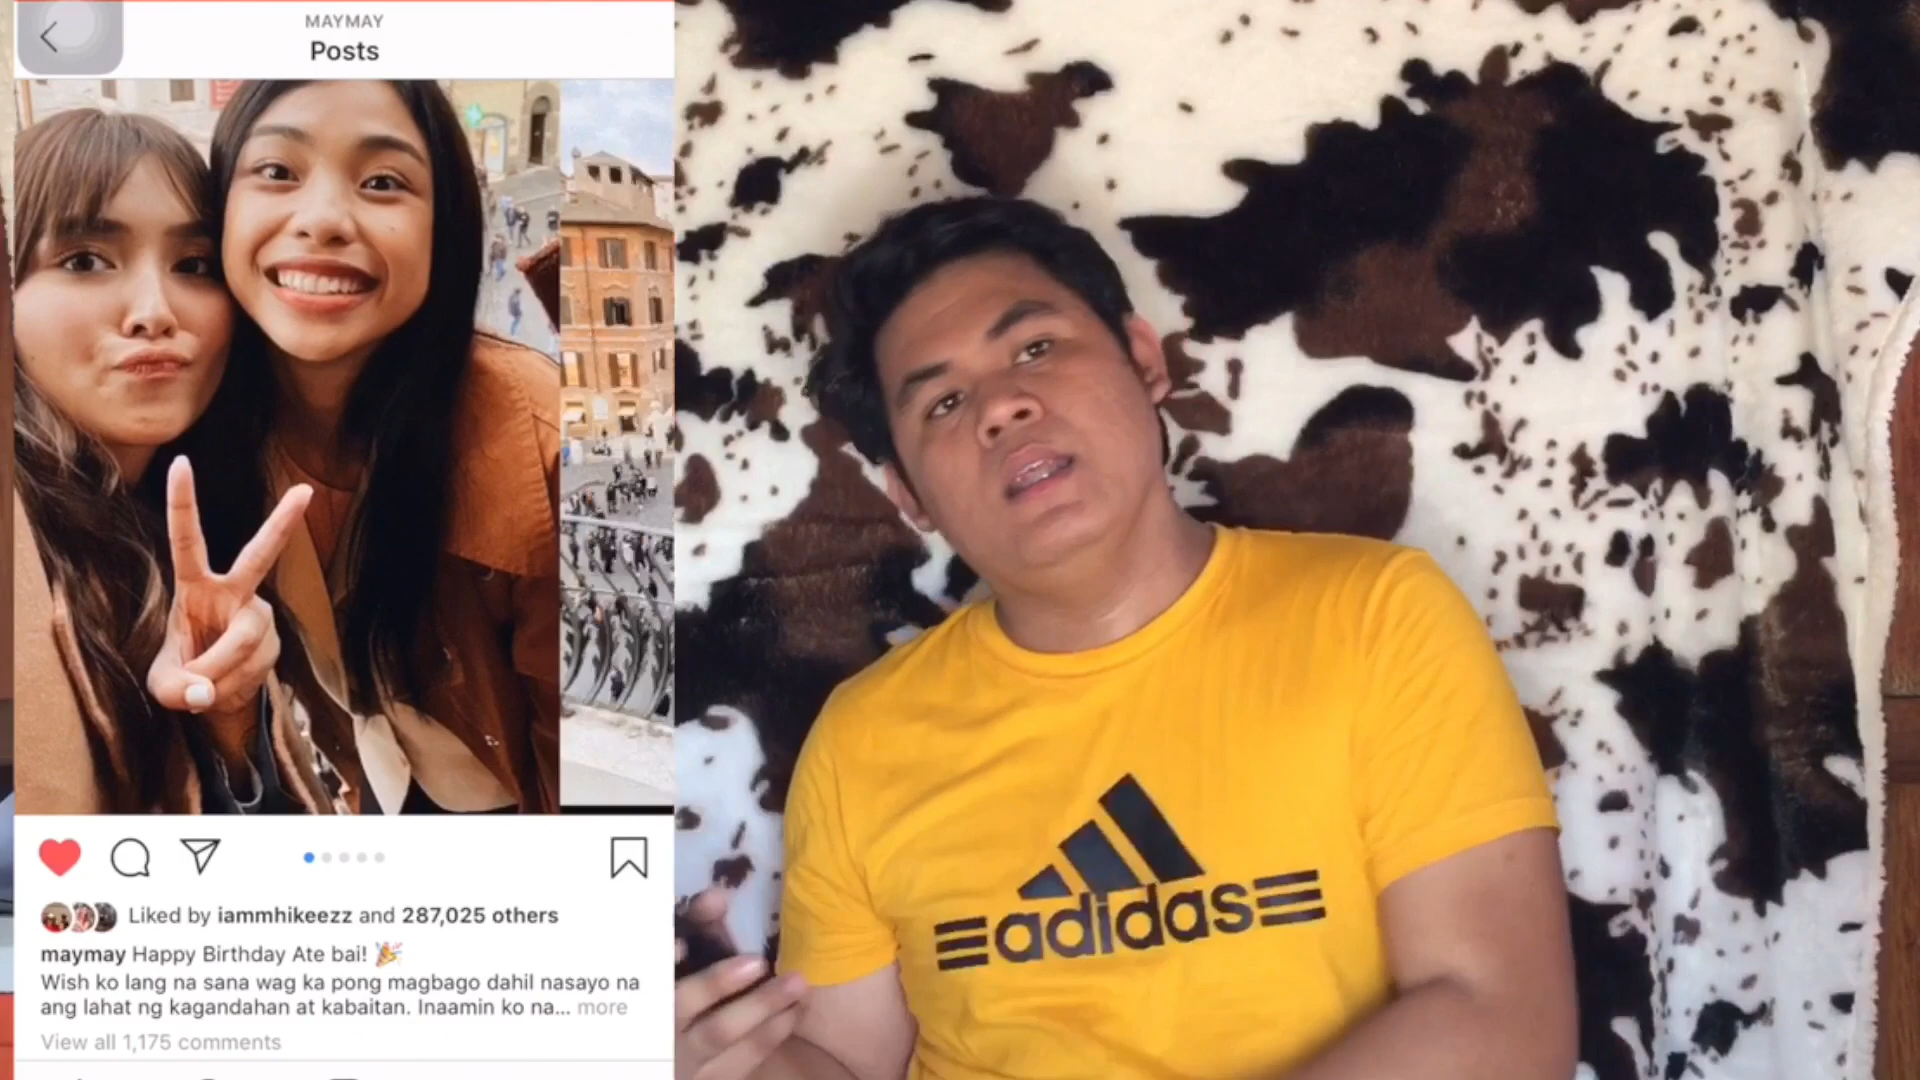 MAYMAY
Posts
Liked by iammhikeezz and 287,025 others
maymay Happy Birthday Ate bai! 🎉
Wish ko lang na sana wag ka pong magbago dahil nasayo na
ang lahat ng kagandahan at kabaitan. Inaamin ko na... more
View all 1,175 comments
adidas